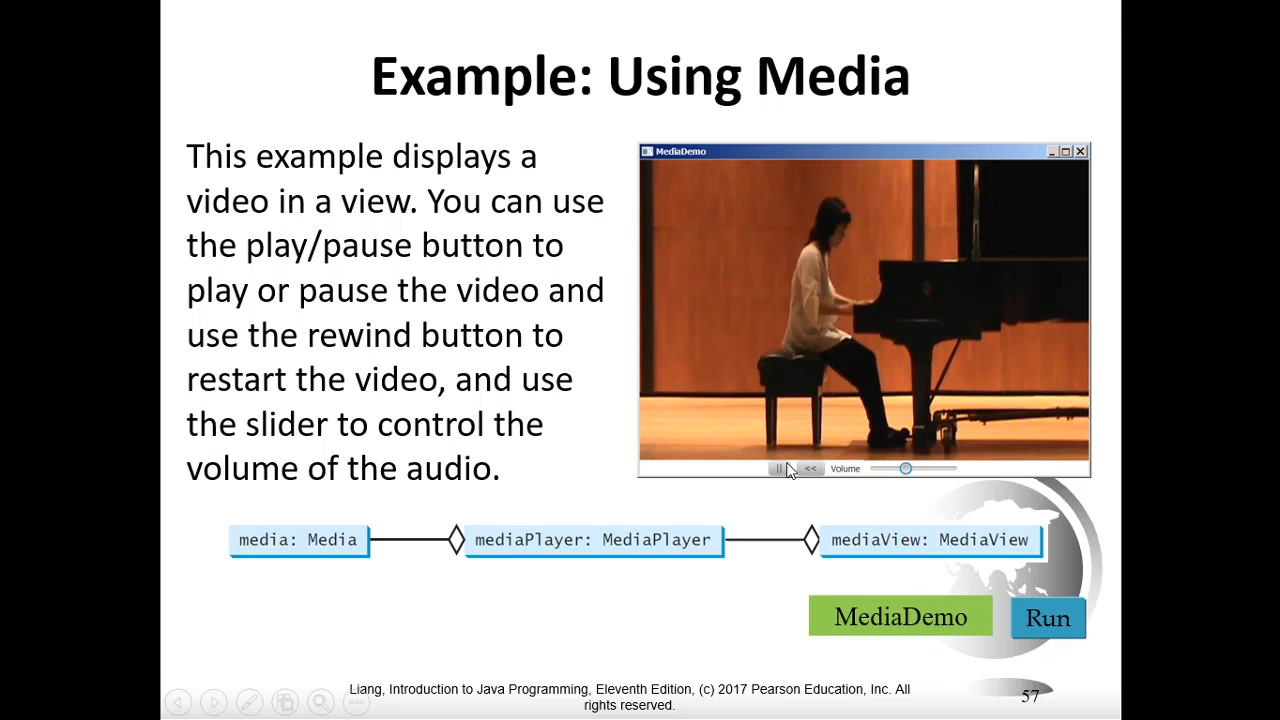 Example: Using Media
This example displays a
video in a view. You can use
the play/pause button to
play or pause the video and
use the rewind button to
restart the video, and use
the slider to control the
volume of the audio.
MediaDemo
|| << Volume
media: Media
mediaPlayer: MediaPlayer
mediaView: MediaView
MediaDemo
Run
Liang, Introduction to Java Programming, Eleventh Edition, (c) 2017 Pearson Education, Inc. All
rights reserved.
57